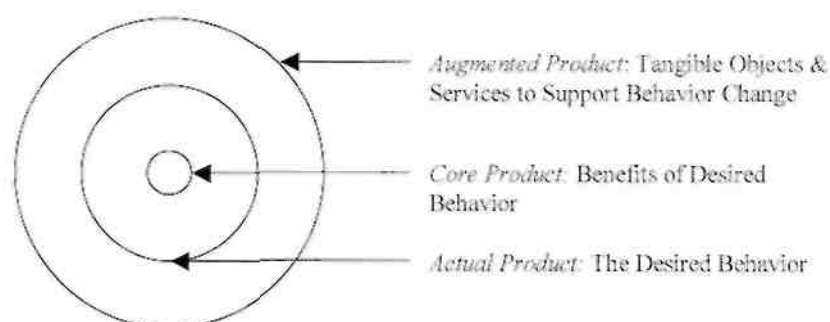 Augmented Product: Tangible Objects &
Services to Support Behavior Change
Core Product: Benefits of Desired
Behavior
Actual Product: The Desired Behavior